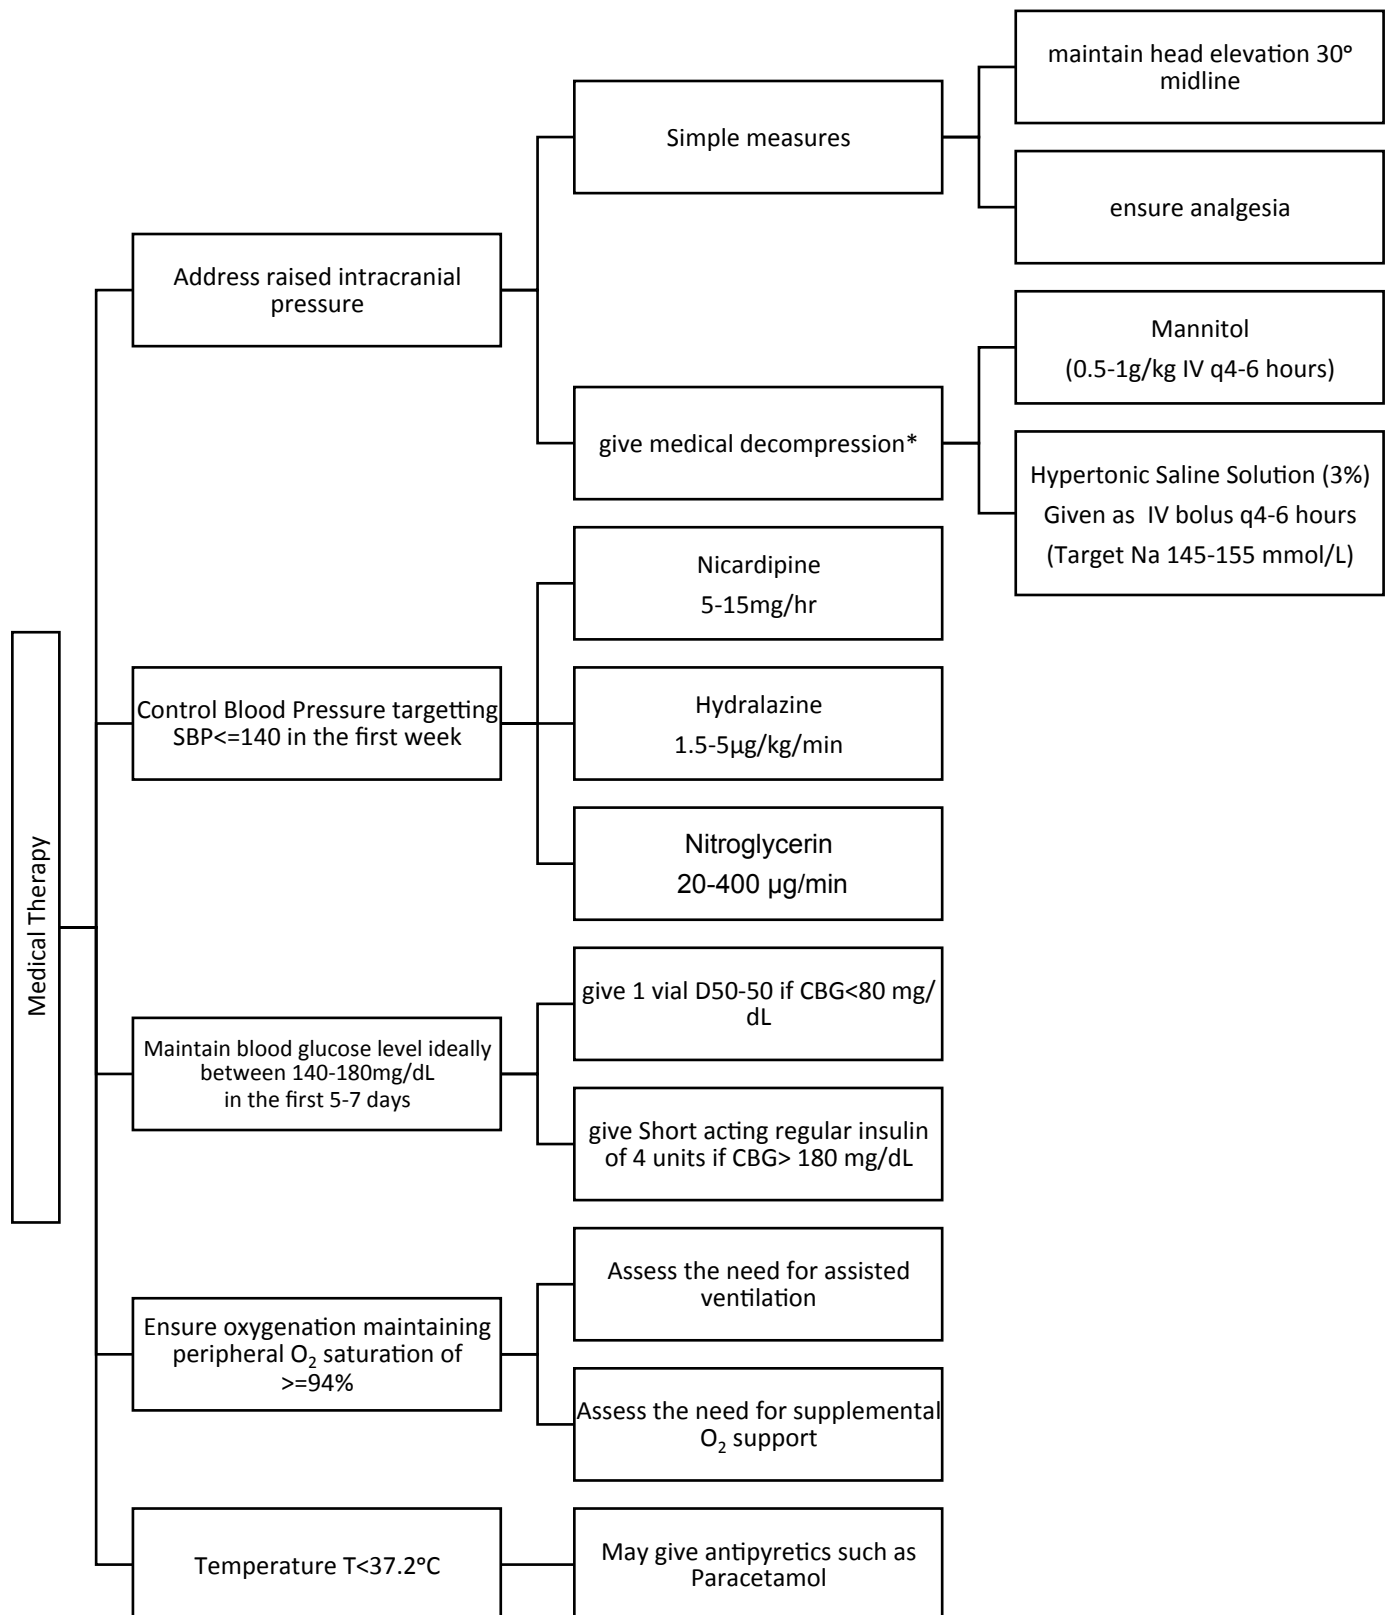 Medical Therapy
Address raised intracranial
pressure
Simple measures
maintain head elevation 30°
midline
ensure analgesia
give medical decompression*
Mannitol
(0.5-1g/kg IV q4-6 hours)
Hypertonic Saline Solution (3%)
Given as  IV bolus q4-6 hours
(Target Na 145-155 mmol/L)
Control Blood Pressure targetting
SBP<=140 in the first week
Nicardipine
5-15mg/hr
Hydralazine
1.5-5μg/kg/min
Nitroglycerin
20-400 μg/min
Maintain blood glucose level ideally
between 140-180mg/dL
in the first 5-7 days
give 1 vial D50-50 if CBG<80 mg/
dL
give Short acting regular insulin
of 4 units if CBG> 180 mg/dL
Ensure oxygenation maintaining
peripheral O₂ saturation of
>=94%
Assess the need for assisted
ventilation
Assess the need for supplemental
O₂ support
Temperature T<37.2°C
May give antipyretics such as
Paracetamol